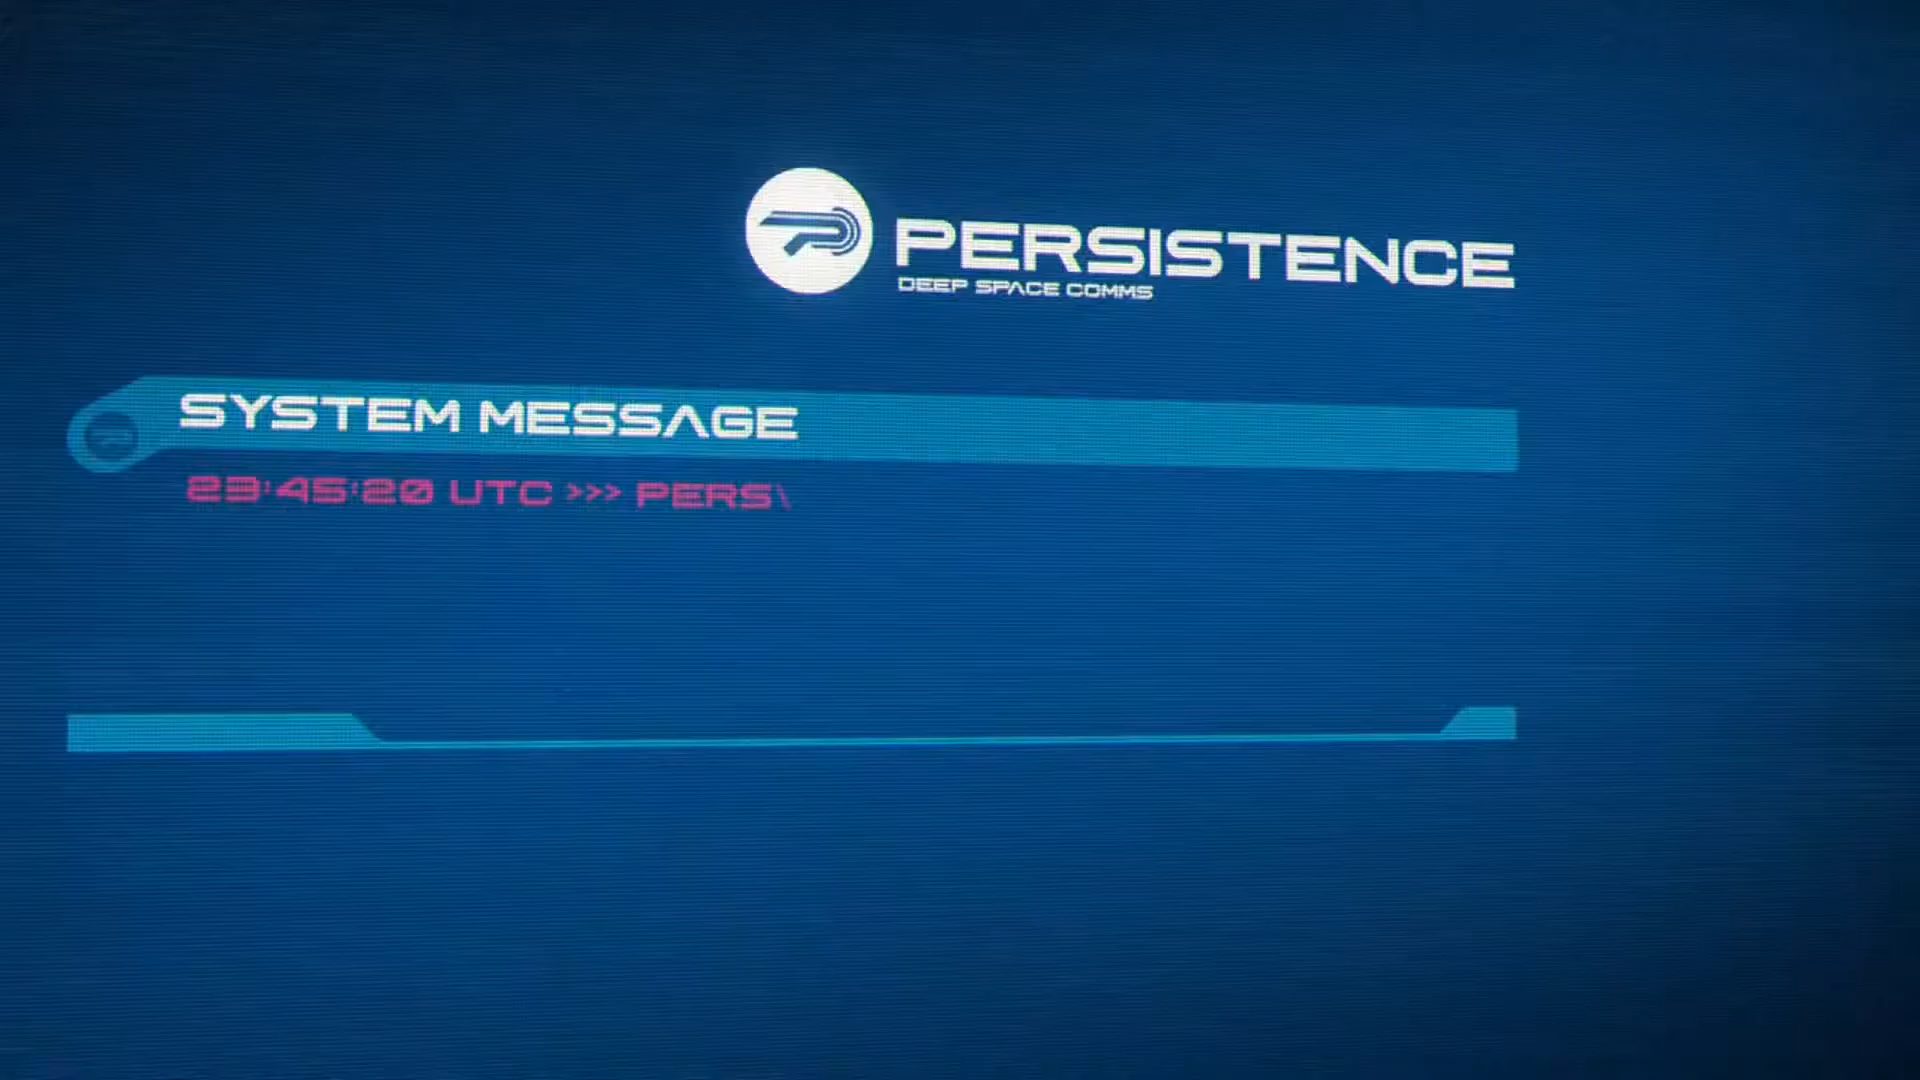 PERSISTENCE
DEEP SPACE COMMS
SYSTEM MESSAGE
23:45:20 UTC >>> PERS\